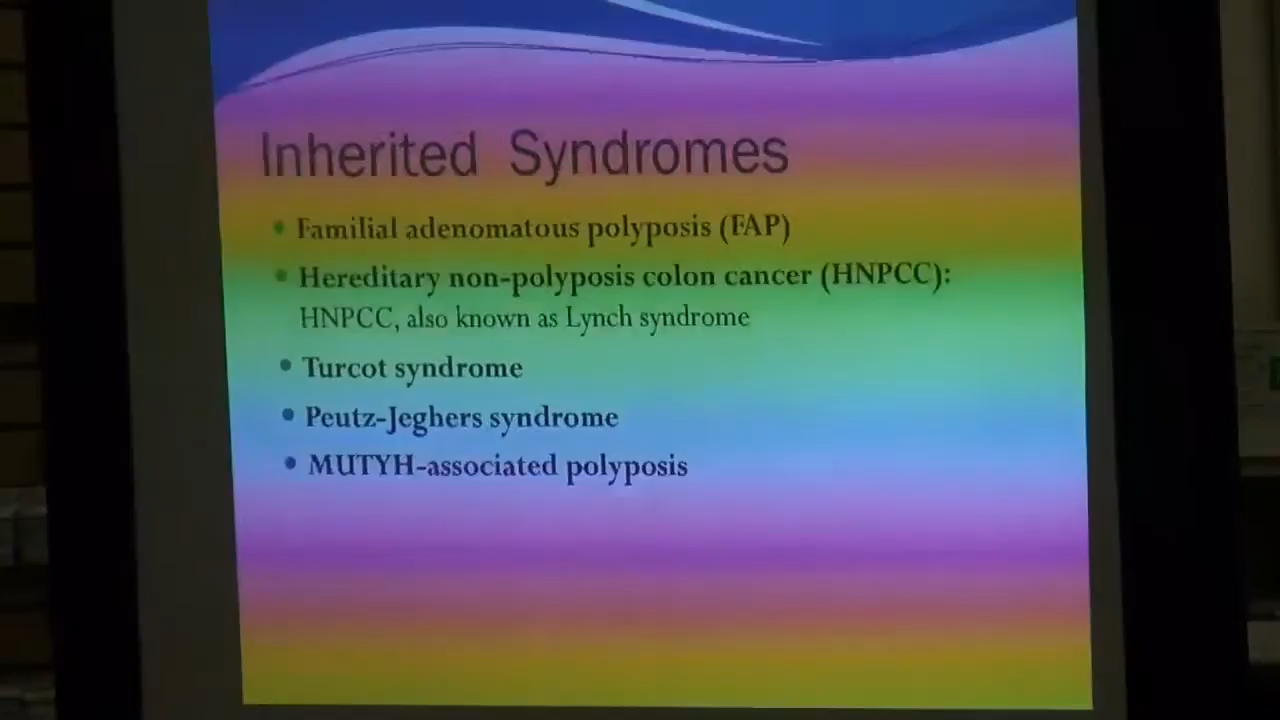 Inherited Syndromes
• Familial adenomatous polyposis (FAP)
• Hereditary non-polyposis colon cancer (HNPCC):
HNPCC, also known as Lynch syndrome
• Turcot syndrome
• Peutz-Jeghers syndrome
• MUTYH-associated polyposis